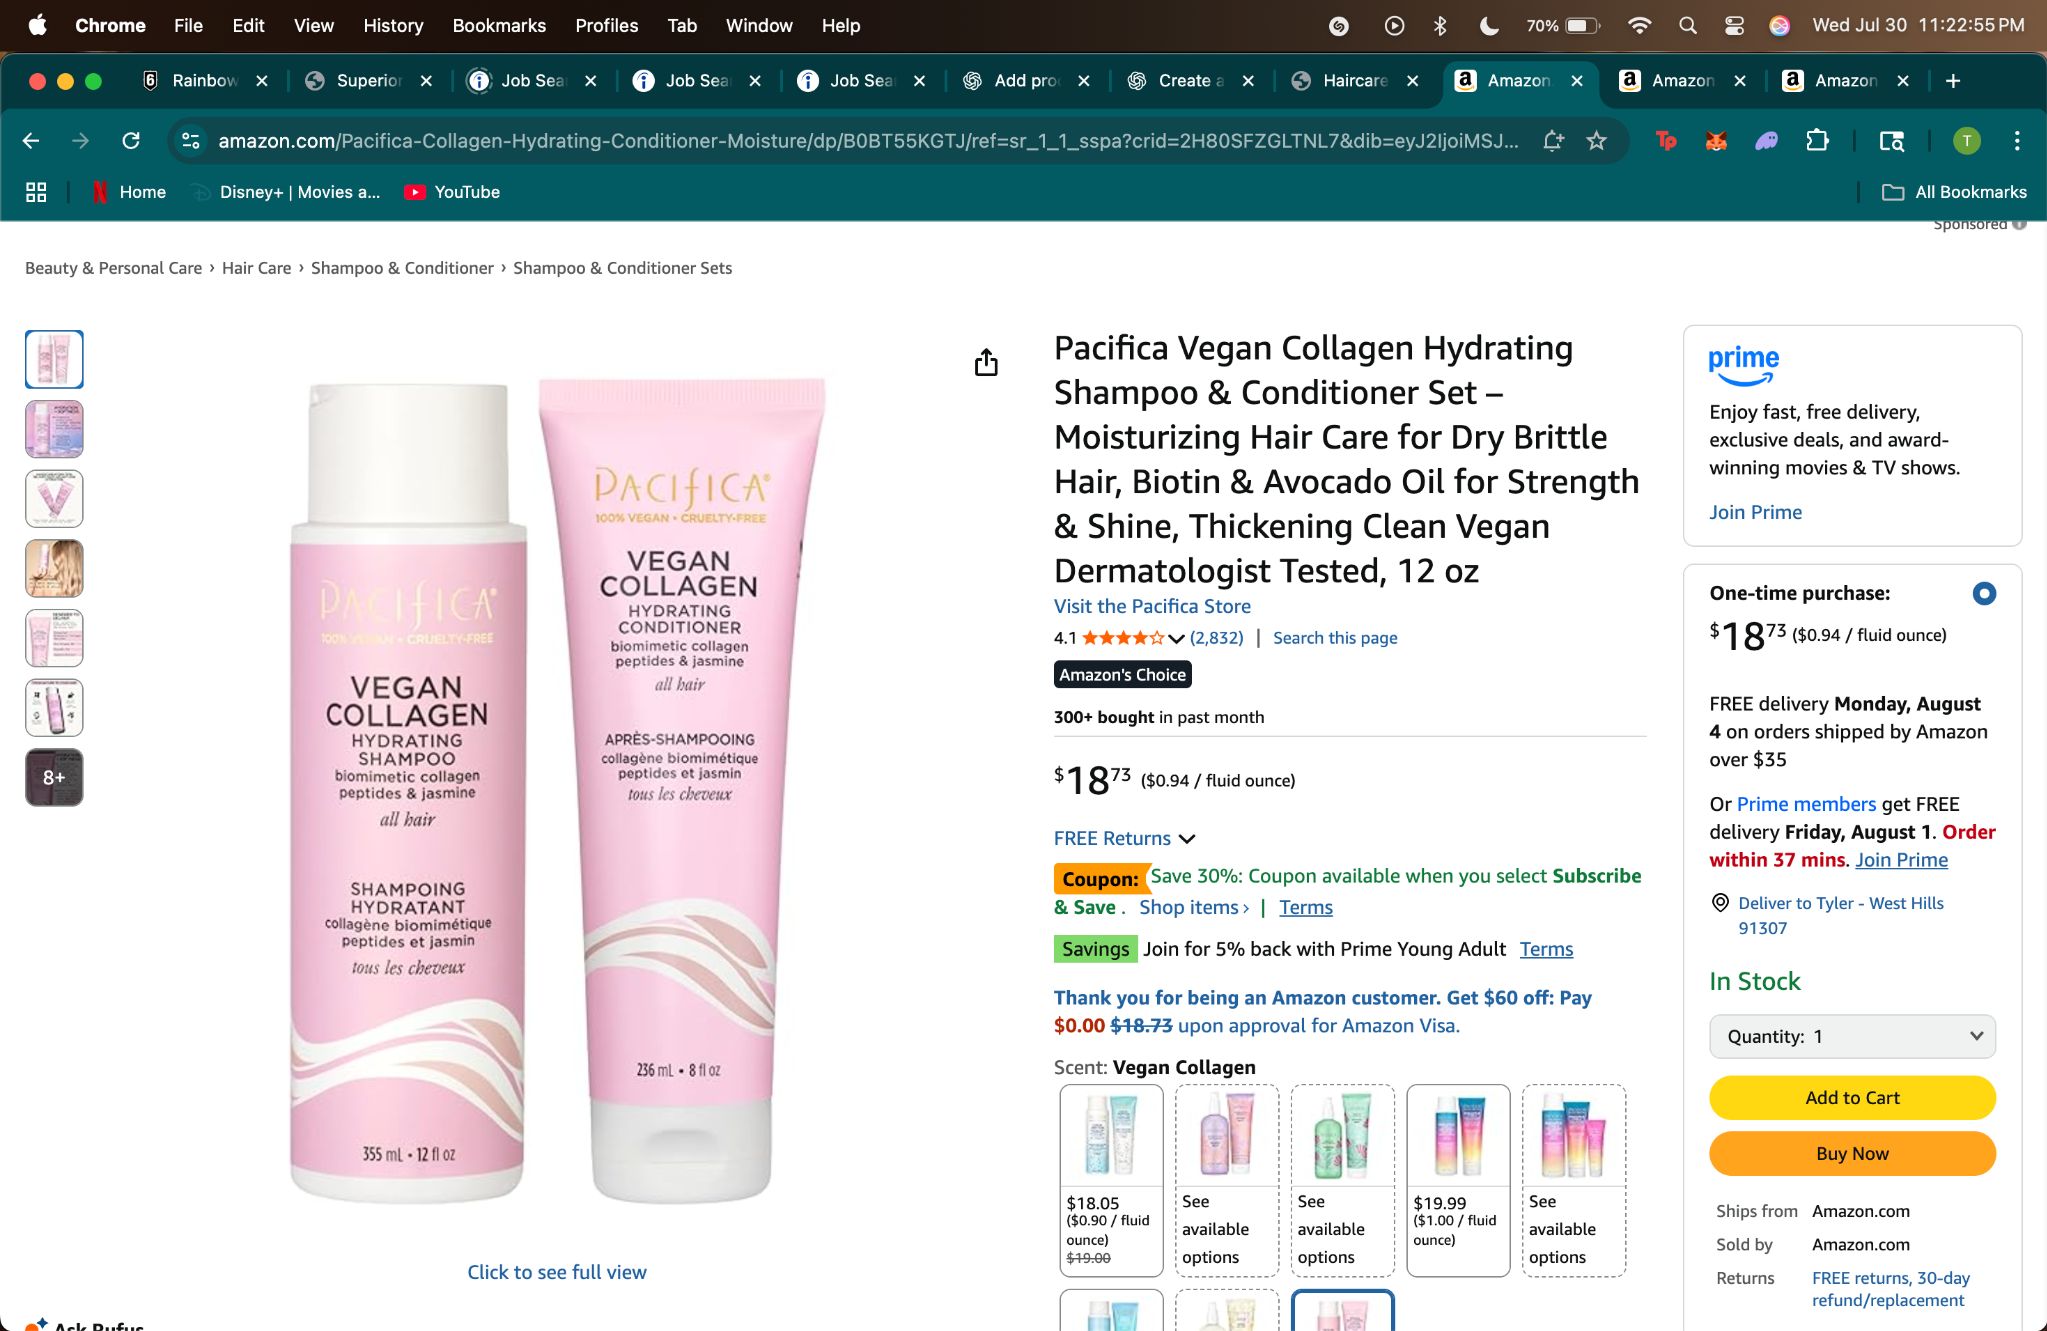 Chrome File Edit View History Bookmarks Profiles Tab Window Help 70% Wed Jul 30 11:22:55 PM
Rainbow Superior Job Sea Job Sea Job Sea Add pro Create a Haircare Amazon Amazon Amazon
amazon.com/Pacifica-Collagen-Hydrating-Conditioner-Moisture/dp/B0BT55KGTJ/ref=sr_1_1_sspa?crid=2H80SFZGLTNL7&dib=eyJ2IjoiMSJ... Tp T
Home Disney+ | Movies a... YouTube All Bookmarks
Sponsored
Beauty & Personal Care › Hair Care › Shampoo & Conditioner › Shampoo & Conditioner Sets
8+
PACIFICA
100% VEGAN • CRUELTY-FREE
VEGAN
COLLAGEN
HYDRATING
SHAMPOO
biomimetic collagen
peptides & jasmine
all hair
SHAMPOING
HYDRATANT
collagène biomimétique
peptides et jasmin
tous les cheveux
355 mL • 12 fl oz
PACIFICA®
100% VEGAN • CRUELTY-FREE
VEGAN
COLLAGEN
HYDRATING
CONDITIONER
biomimetic collagen
peptides & jasmine
all hair
APRÈS-SHAMPOOING
collagène biomimétique
peptides et jasmin
tous les cheveux
236 mL • 8 fl oz
Click to see full view
Ask Rufus
Pacifica Vegan Collagen Hydrating
Shampoo & Conditioner Set –
Moisturizing Hair Care for Dry Brittle
Hair, Biotin & Avocado Oil for Strength
& Shine, Thickening Clean Vegan
Dermatologist Tested, 12 oz
Visit the Pacifica Store
4.1 (2,832) | Search this page
Amazon's Choice
300+ bought in past month
$18 73 ($0.94 / fluid ounce)
FREE Returns
Coupon: Save 30%: Coupon available when you select Subscribe
& Save . Shop items › | Terms
Savings Join for 5% back with Prime Young Adult Terms
Thank you for being an Amazon customer. Get $60 off: Pay
$0.00 $18.73 upon approval for Amazon Visa.
Scent: Vegan Collagen
$18.05
($0.90 / fluid
ounce)
$19.00
See
available
options
See
available
options
$19.99
($1.00 / fluid
ounce)
See
available
options
prime
Enjoy fast, free delivery,
exclusive deals, and award-
winning movies & TV shows.
Join Prime
One-time purchase:
$18 73 ($0.94 / fluid ounce)
FREE delivery Monday, August
4 on orders shipped by Amazon
over $35
Or Prime members get FREE
delivery Friday, August 1. Order
within 37 mins. Join Prime
Deliver to Tyler - West Hills
91307
In Stock
Quantity: 1
Add to Cart
Buy Now
Ships from Amazon.com
Sold by Amazon.com
Returns FREE returns, 30-day
refund/replacement